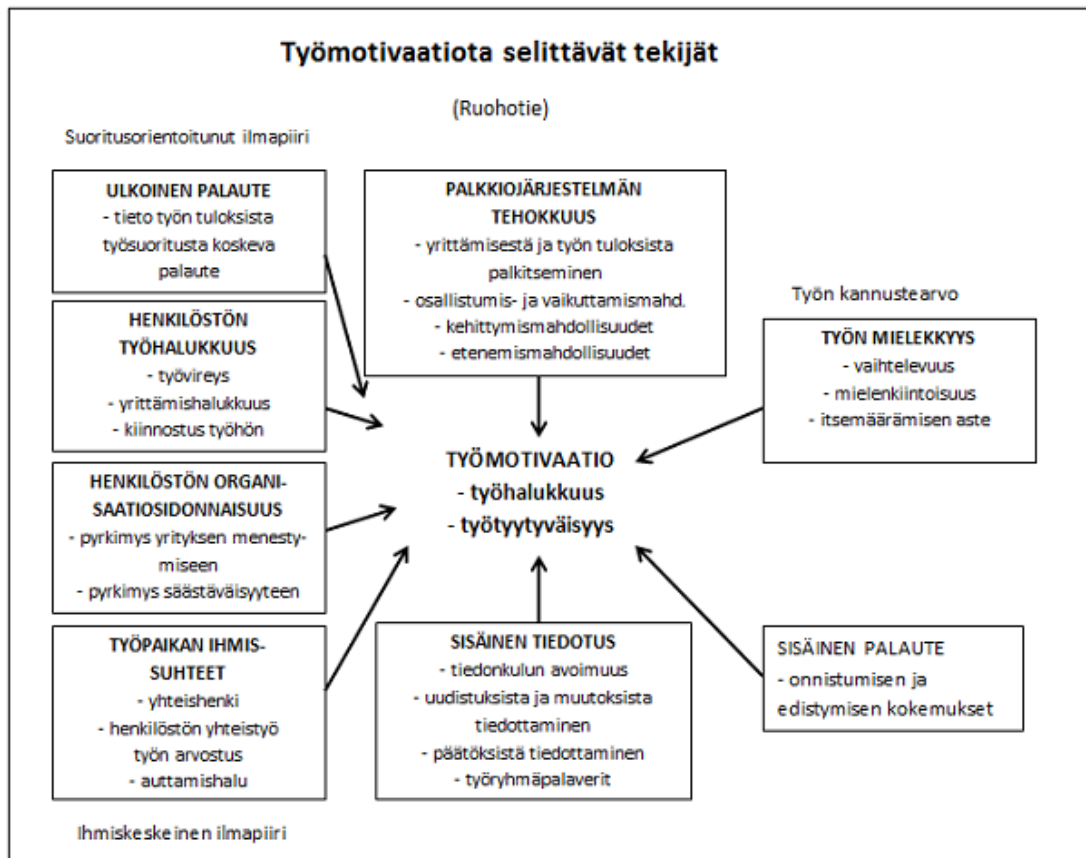 Työmotivaatiota selittävät tekijät
(Ruohotie)
Suoritusorientoitunut ilmapiiri
ULKOINEN PALAUTE
- tieto työn tuloksista
työsuoritusta koskeva
palaute
HENKILÖSTÖN
TYÖHALUKKUUS
- työvireys
- yrittämishalukkuus
- kiinnostus työhön
HENKILÖSTÖN ORGANI-
SAATIOSIDONNAISUUS
- pyrkimys yrityksen menesty-
miseen
- pyrkimys säästäväisyyteen
TYÖPAIKAN IHMIS-
SUHTEET
- yhteishenki
- henkilöstön yhteistyö
työn arvostus
- auttamishalu
Ihmiskeskeinen ilmapiiri
PALKKIOJÄRJESTELMÄN
TEHOKKUUS
- yrittämisestä ja työn tuloksista
palkitseminen
- osallistumis- ja vaikuttamismahd.
- kehittymismahdollisuudet
- etenemismahdollisuudet
TYÖMOTIVAATIO
- työhalukkuus
- työtyytyväisyys
SISÄINEN TIEDOTUS
- tiedonkulun avoimuus
- uudistuksista ja muutoksista
tiedottaminen
- päätöksistä tiedottaminen
- työryhmäpalaverit
Työn kannustearvo
TYÖN MIELEKKYYS
- vaihtelevuus
- mielenkiintoisuus
- itsemäärämisen aste
SISÄINEN PALAUTE
- onnistumisen ja
edistymisen kokemukset